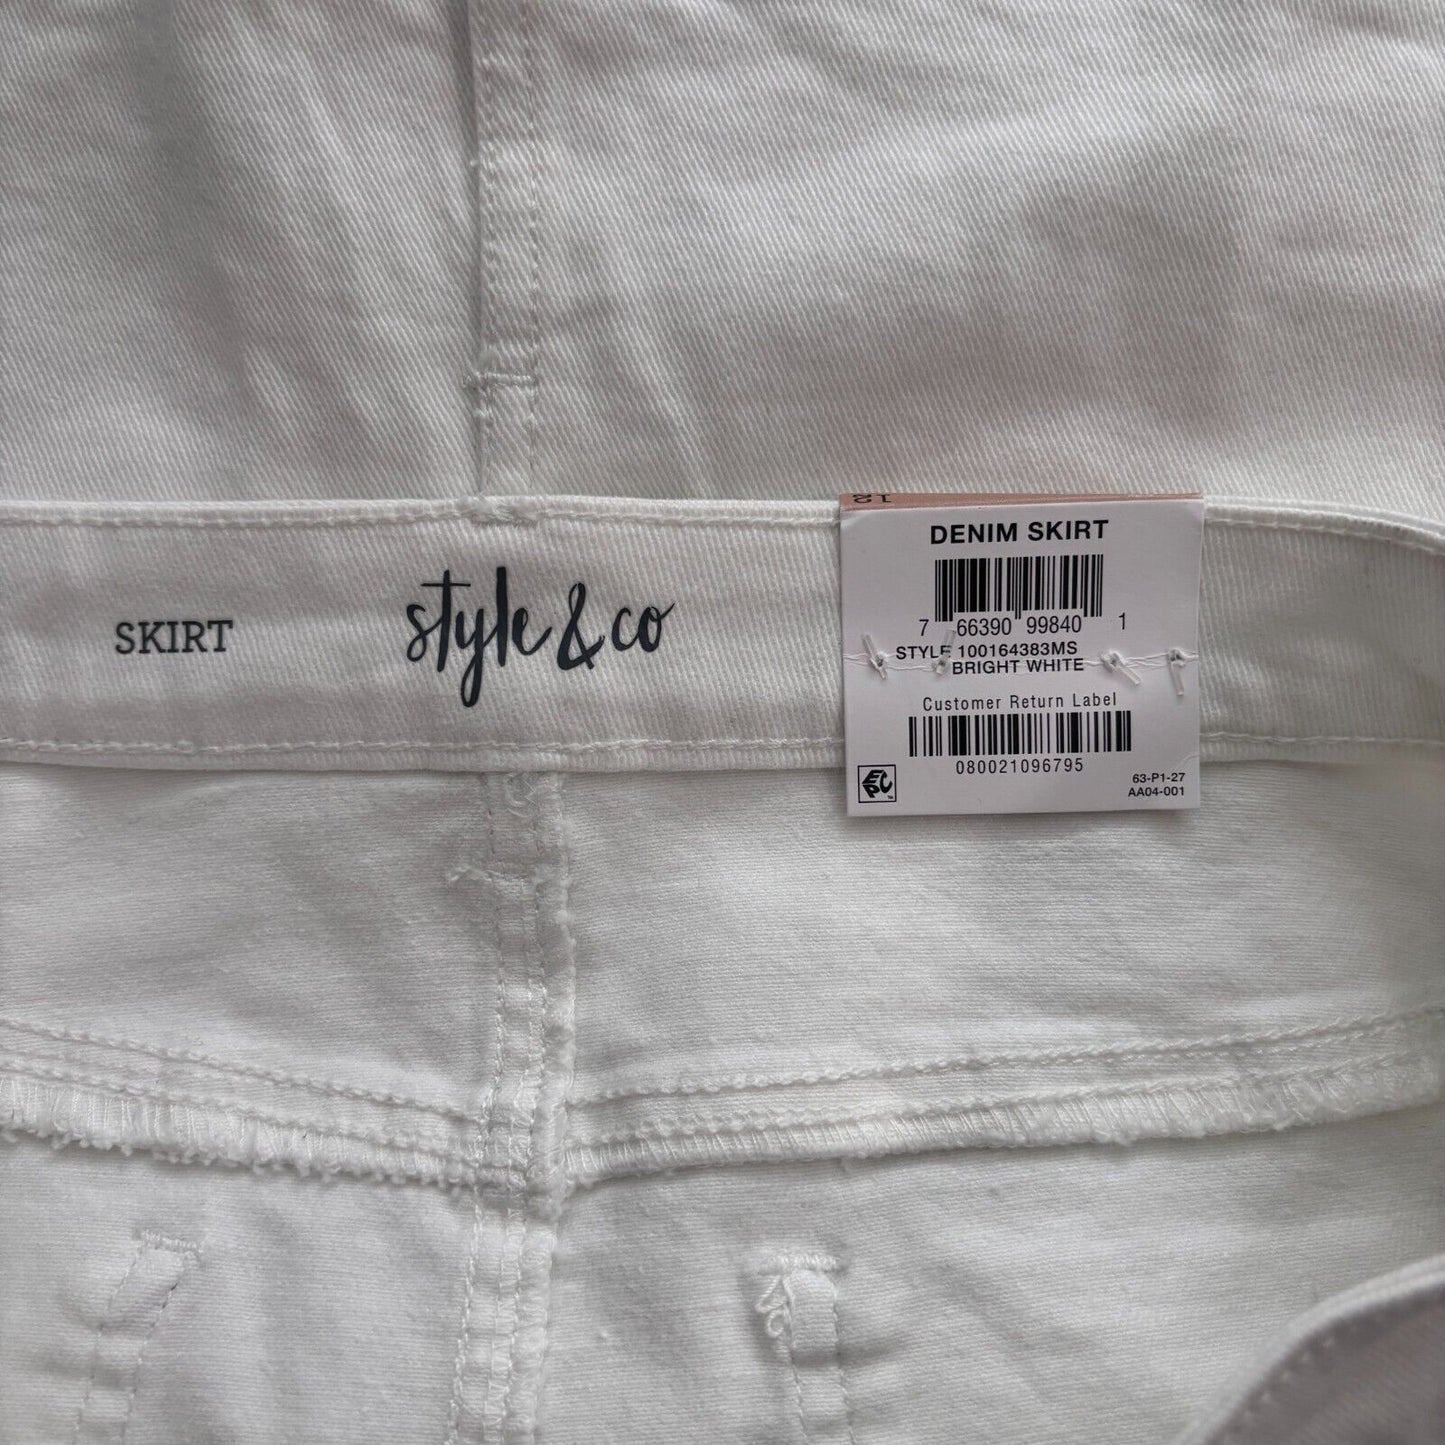 12
DENIM SKIRT
7 66390 99840 1
STYLE 100164383MS
BRIGHT WHITE
Customer Return Label
080021096795
EPC
63-P1-27
AA04-001
SKIRT
style & co